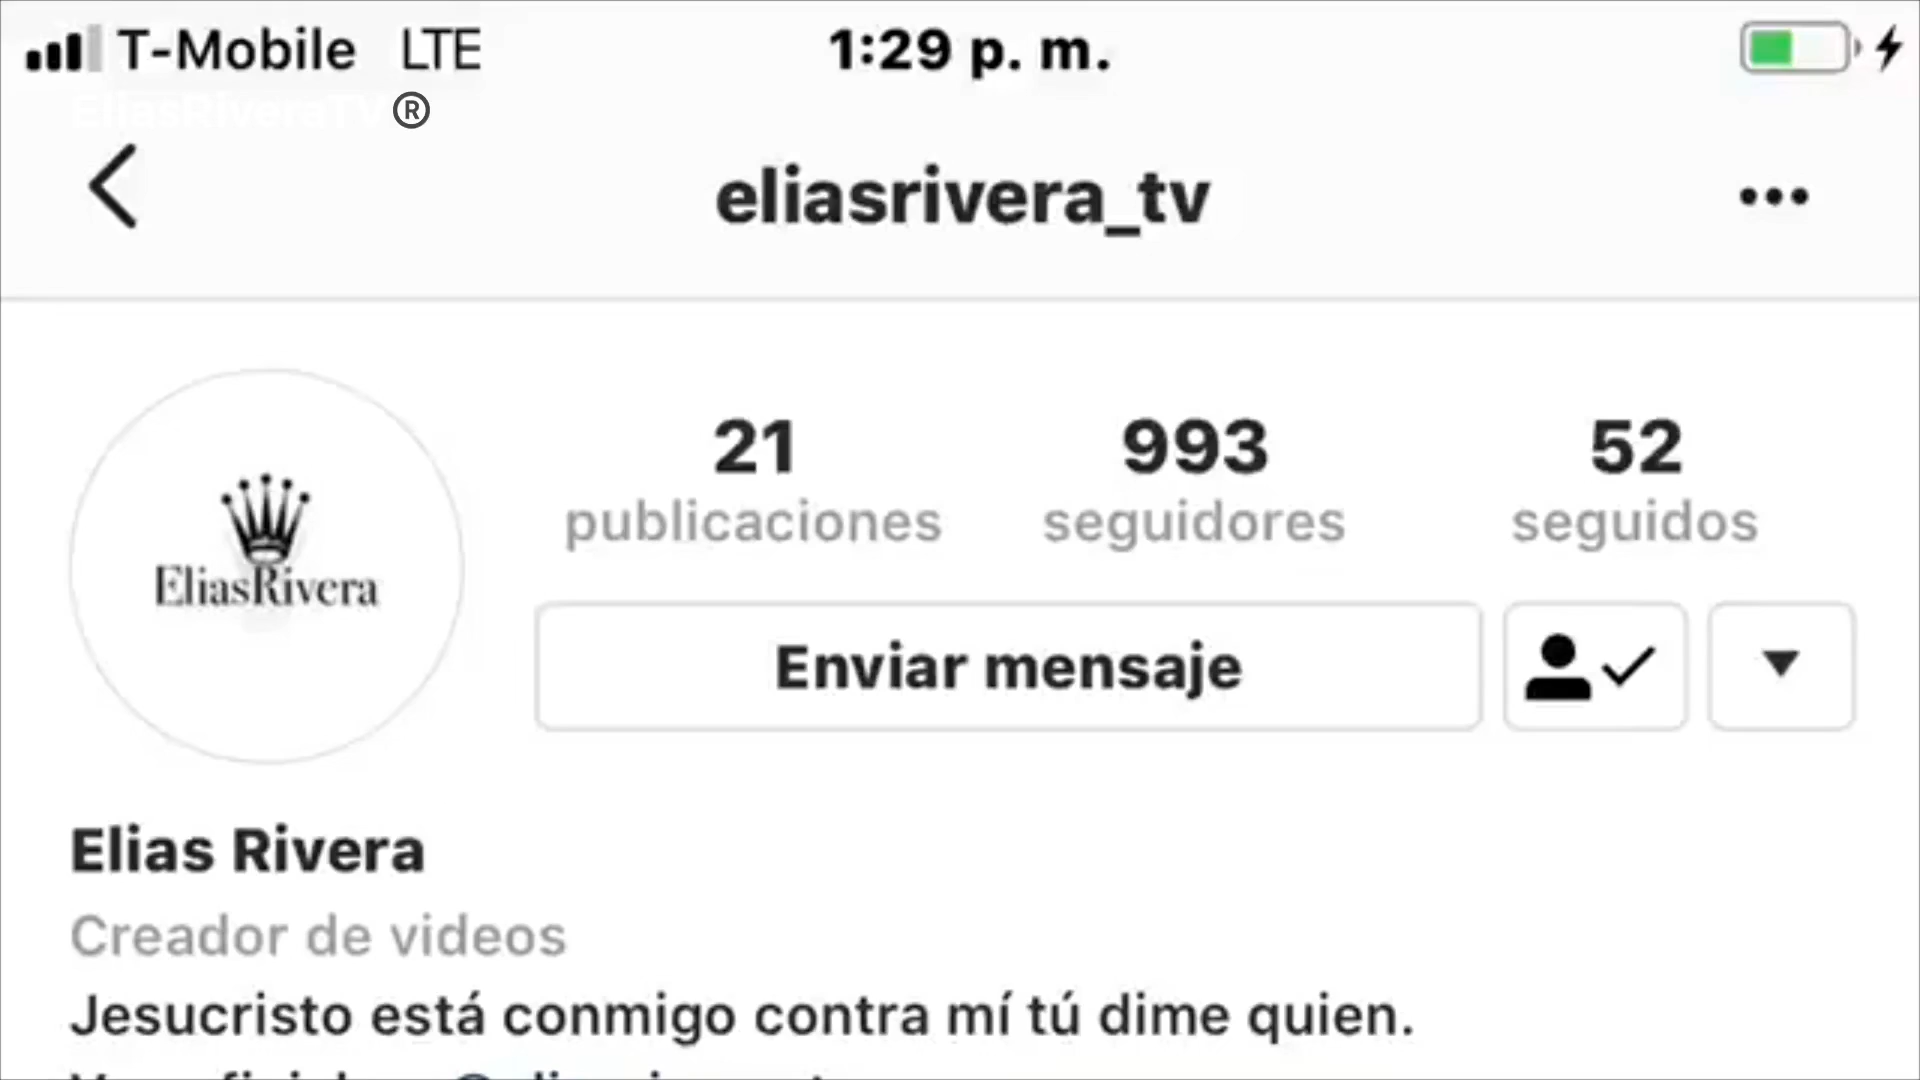 T-Mobile LTE 1:29 p. m.
EliasRiveraTV®
eliasrivera_tv
21 993 52
publicaciones seguidores seguidos
EliasRivera
Enviar mensaje
Elias Rivera
Creador de videos
Jesucristo está conmigo contra mí tú dime quien.